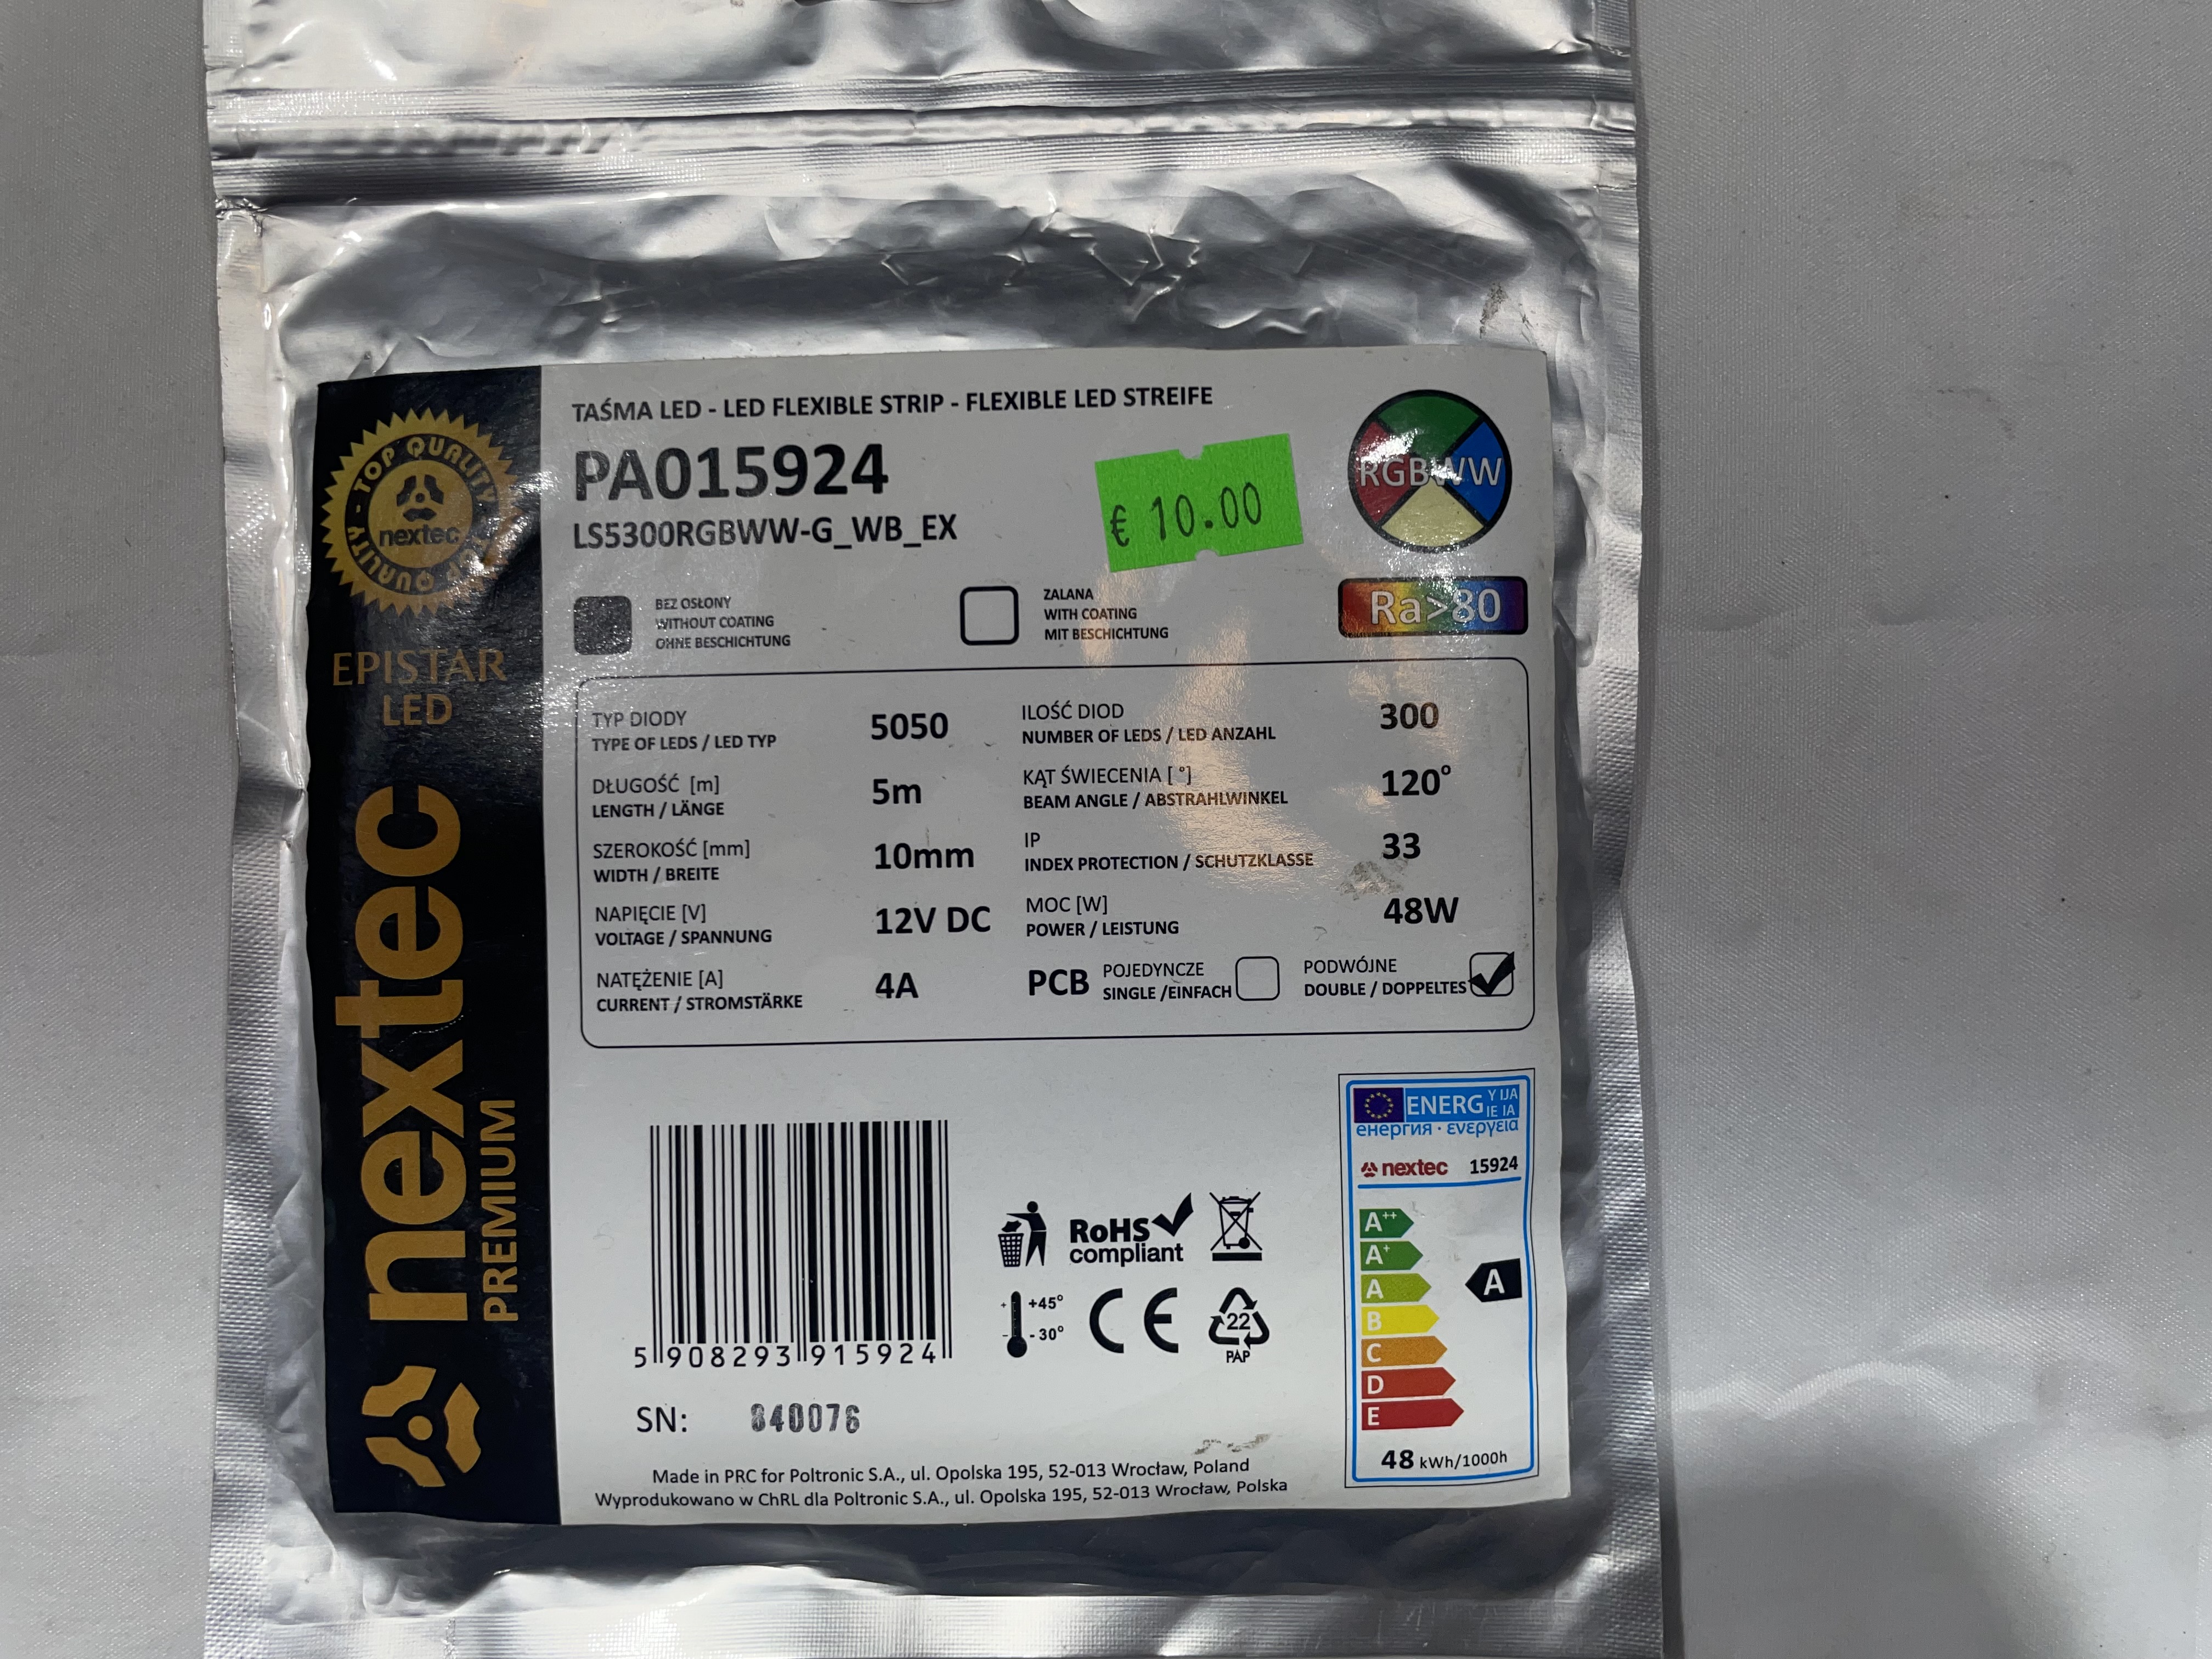 TAŚMA LED - LED FLEXIBLE STRIP - FLEXIBLE LED STREIFE
PA015924
LS5300RGBWW-G_WB_EX
€ 10.00
RGBWW
TOP QUALITY - TOP QUALITY -
nextec
EPISTAR
LED
nextec
PREMIUM
BEZ OSŁONY
WITHOUT COATING
OHNE BESCHICHTUNG
ZALANA
WITH COATING
MIT BESCHICHTUNG
Ra>80
TYP DIODY
TYPE OF LEDS / LED TYP
5050
ILOŚĆ DIOD
NUMBER OF LEDS / LED ANZAHL
300
DŁUGOŚĆ [m]
LENGTH / LÄNGE
5m
KĄT ŚWIECENIA [ °]
BEAM ANGLE / ABSTRAHLWINKEL
120°
SZEROKOŚĆ [mm]
WIDTH / BREITE
10mm
IP
INDEX PROTECTION / SCHUTZKLASSE
33
NAPIĘCIE [V]
VOLTAGE / SPANNUNG
12V DC
MOC [W]
POWER / LEISTUNG
48W
NATĘŻENIE [A]
CURRENT / STROMSTÄRKE
4A
PCB
POJEDYNCZE
SINGLE /EINFACH
PODWÓJNE
DOUBLE / DOPPELTES
5 908293 915924
SN: 840076
RoHS
compliant
+45°
-30°
CE
22
PAP
ENERG Y IJA
IE IA
енергия · ενεργεια
nextec 15924
A++
A+
A
B
C
D
E
A
48 kWh/1000h
Made in PRC for Poltronic S.A., ul. Opolska 195, 52-013 Wrocław, Poland
Wyprodukowano w ChRL dla Poltronic S.A., ul. Opolska 195, 52-013 Wrocław, Polska